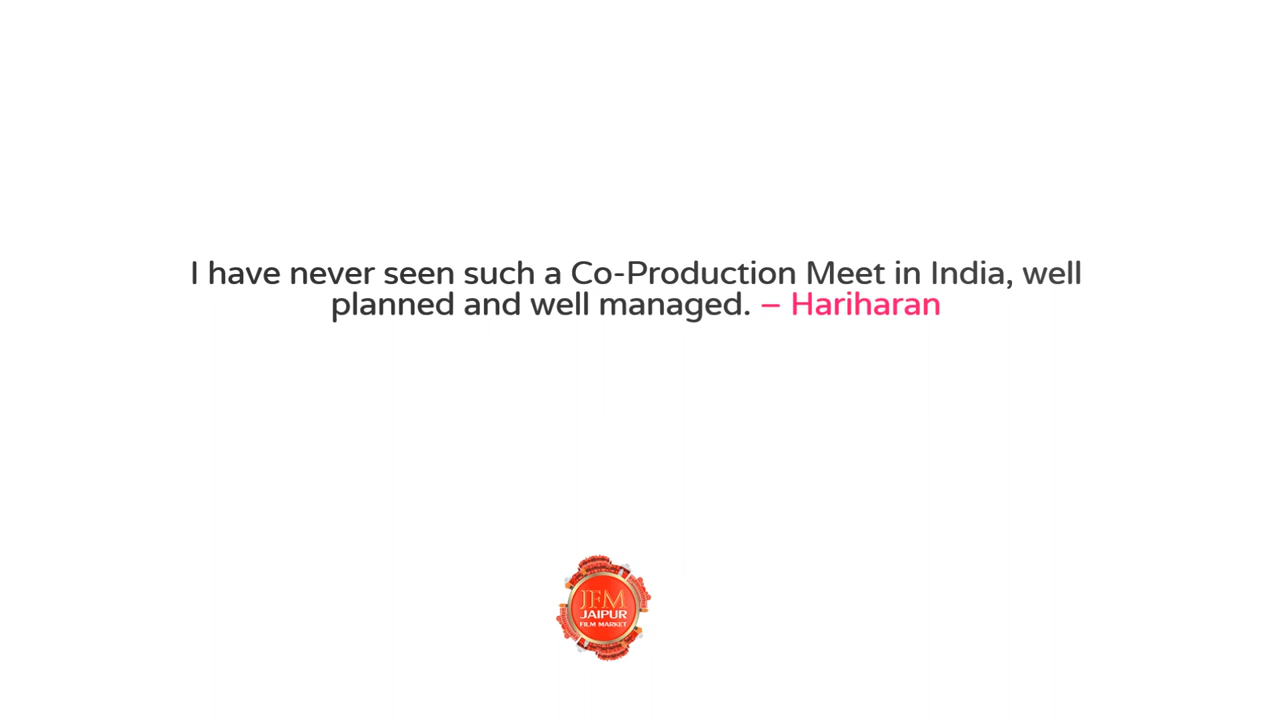 I have never seen such a Co-Production Meet in India, well
planned and well managed. – Hariharan
JFM
JAIPUR
FILM MARKET